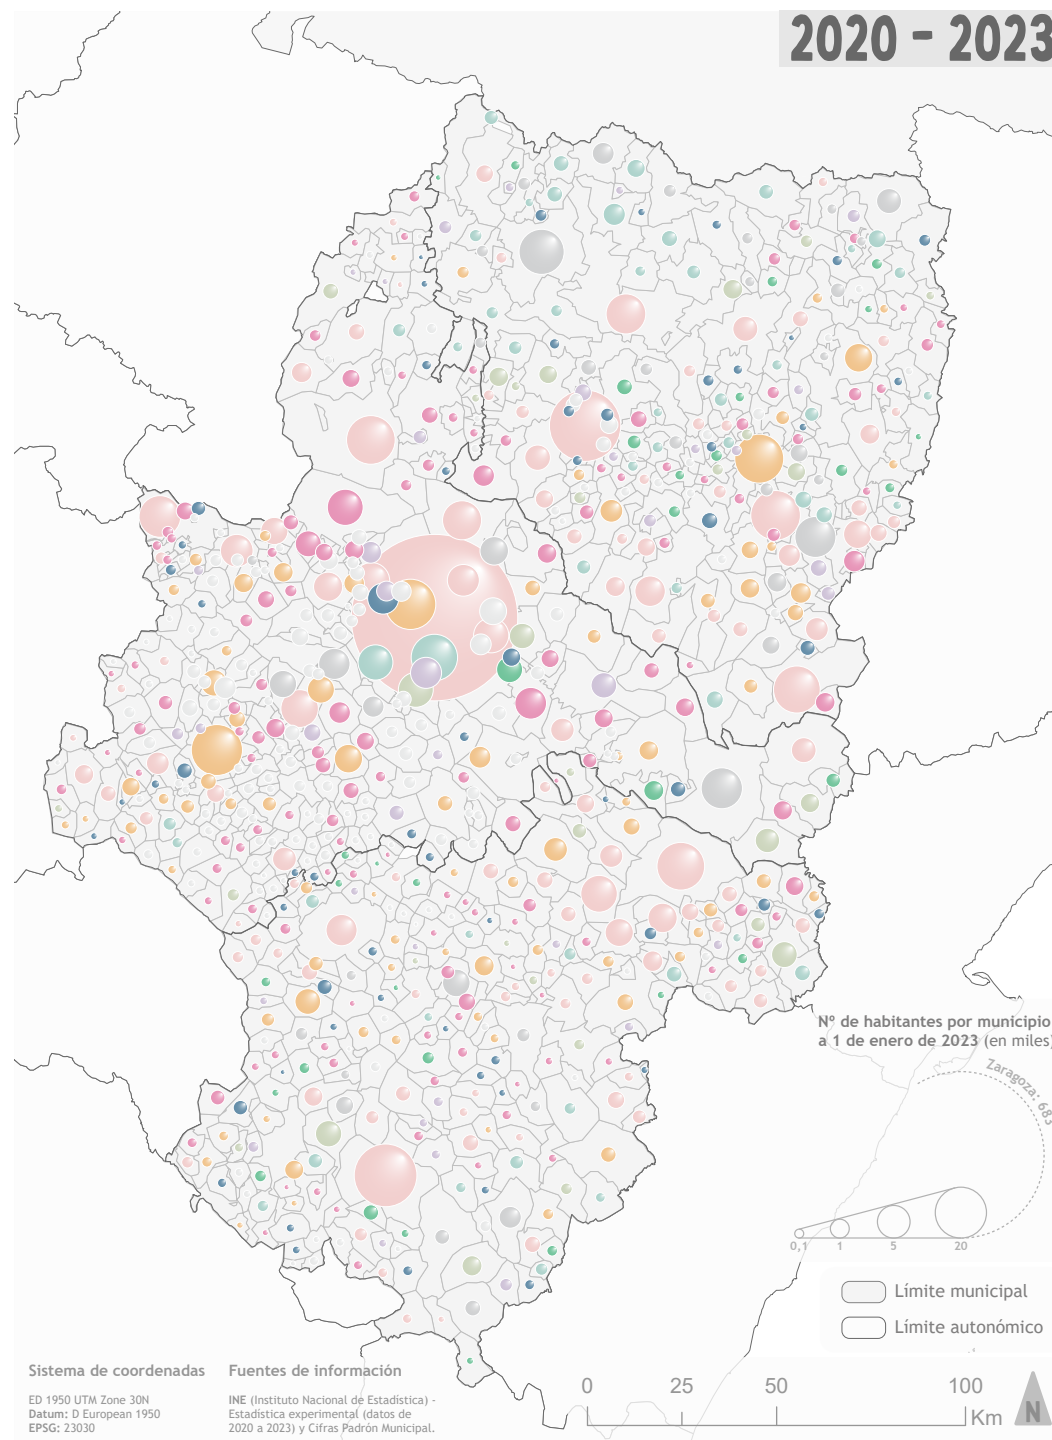 2020 - 2023
Nº de habitantes por municipio
a 1 de enero de 2023 (en miles)
Zaragoza: 683
0,1 1 5 20
Límite municipal
Límite autonómico
Sistema de coordenadas
ED 1950 UTM Zone 30N
Datum: D European 1950
EPSG: 23030
Fuentes de información
INE (Instituto Nacional de Estadística) -
Estadística experimental (datos de
2020 a 2023) y Cifras Padrón Municipal.
0 25 50 100
Km
N